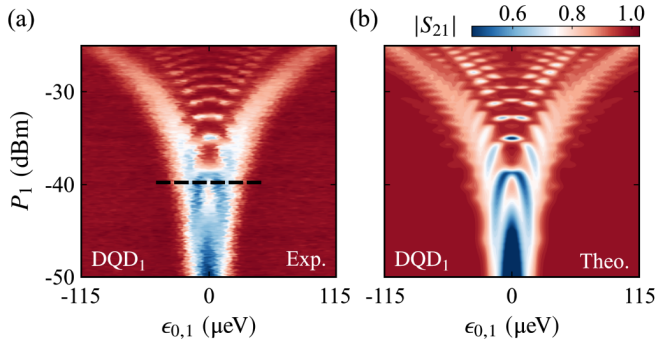 (a)
(b)
|S₂₁|
0.6 0.8 1.0
P₁ (dBm)
-30
-40
-50
DQD₁ Exp.
DQD₁ Theo.
-115 0 115
-115 0 115
ϵ₀,₁ (μeV)
ϵ₀,₁ (μeV)